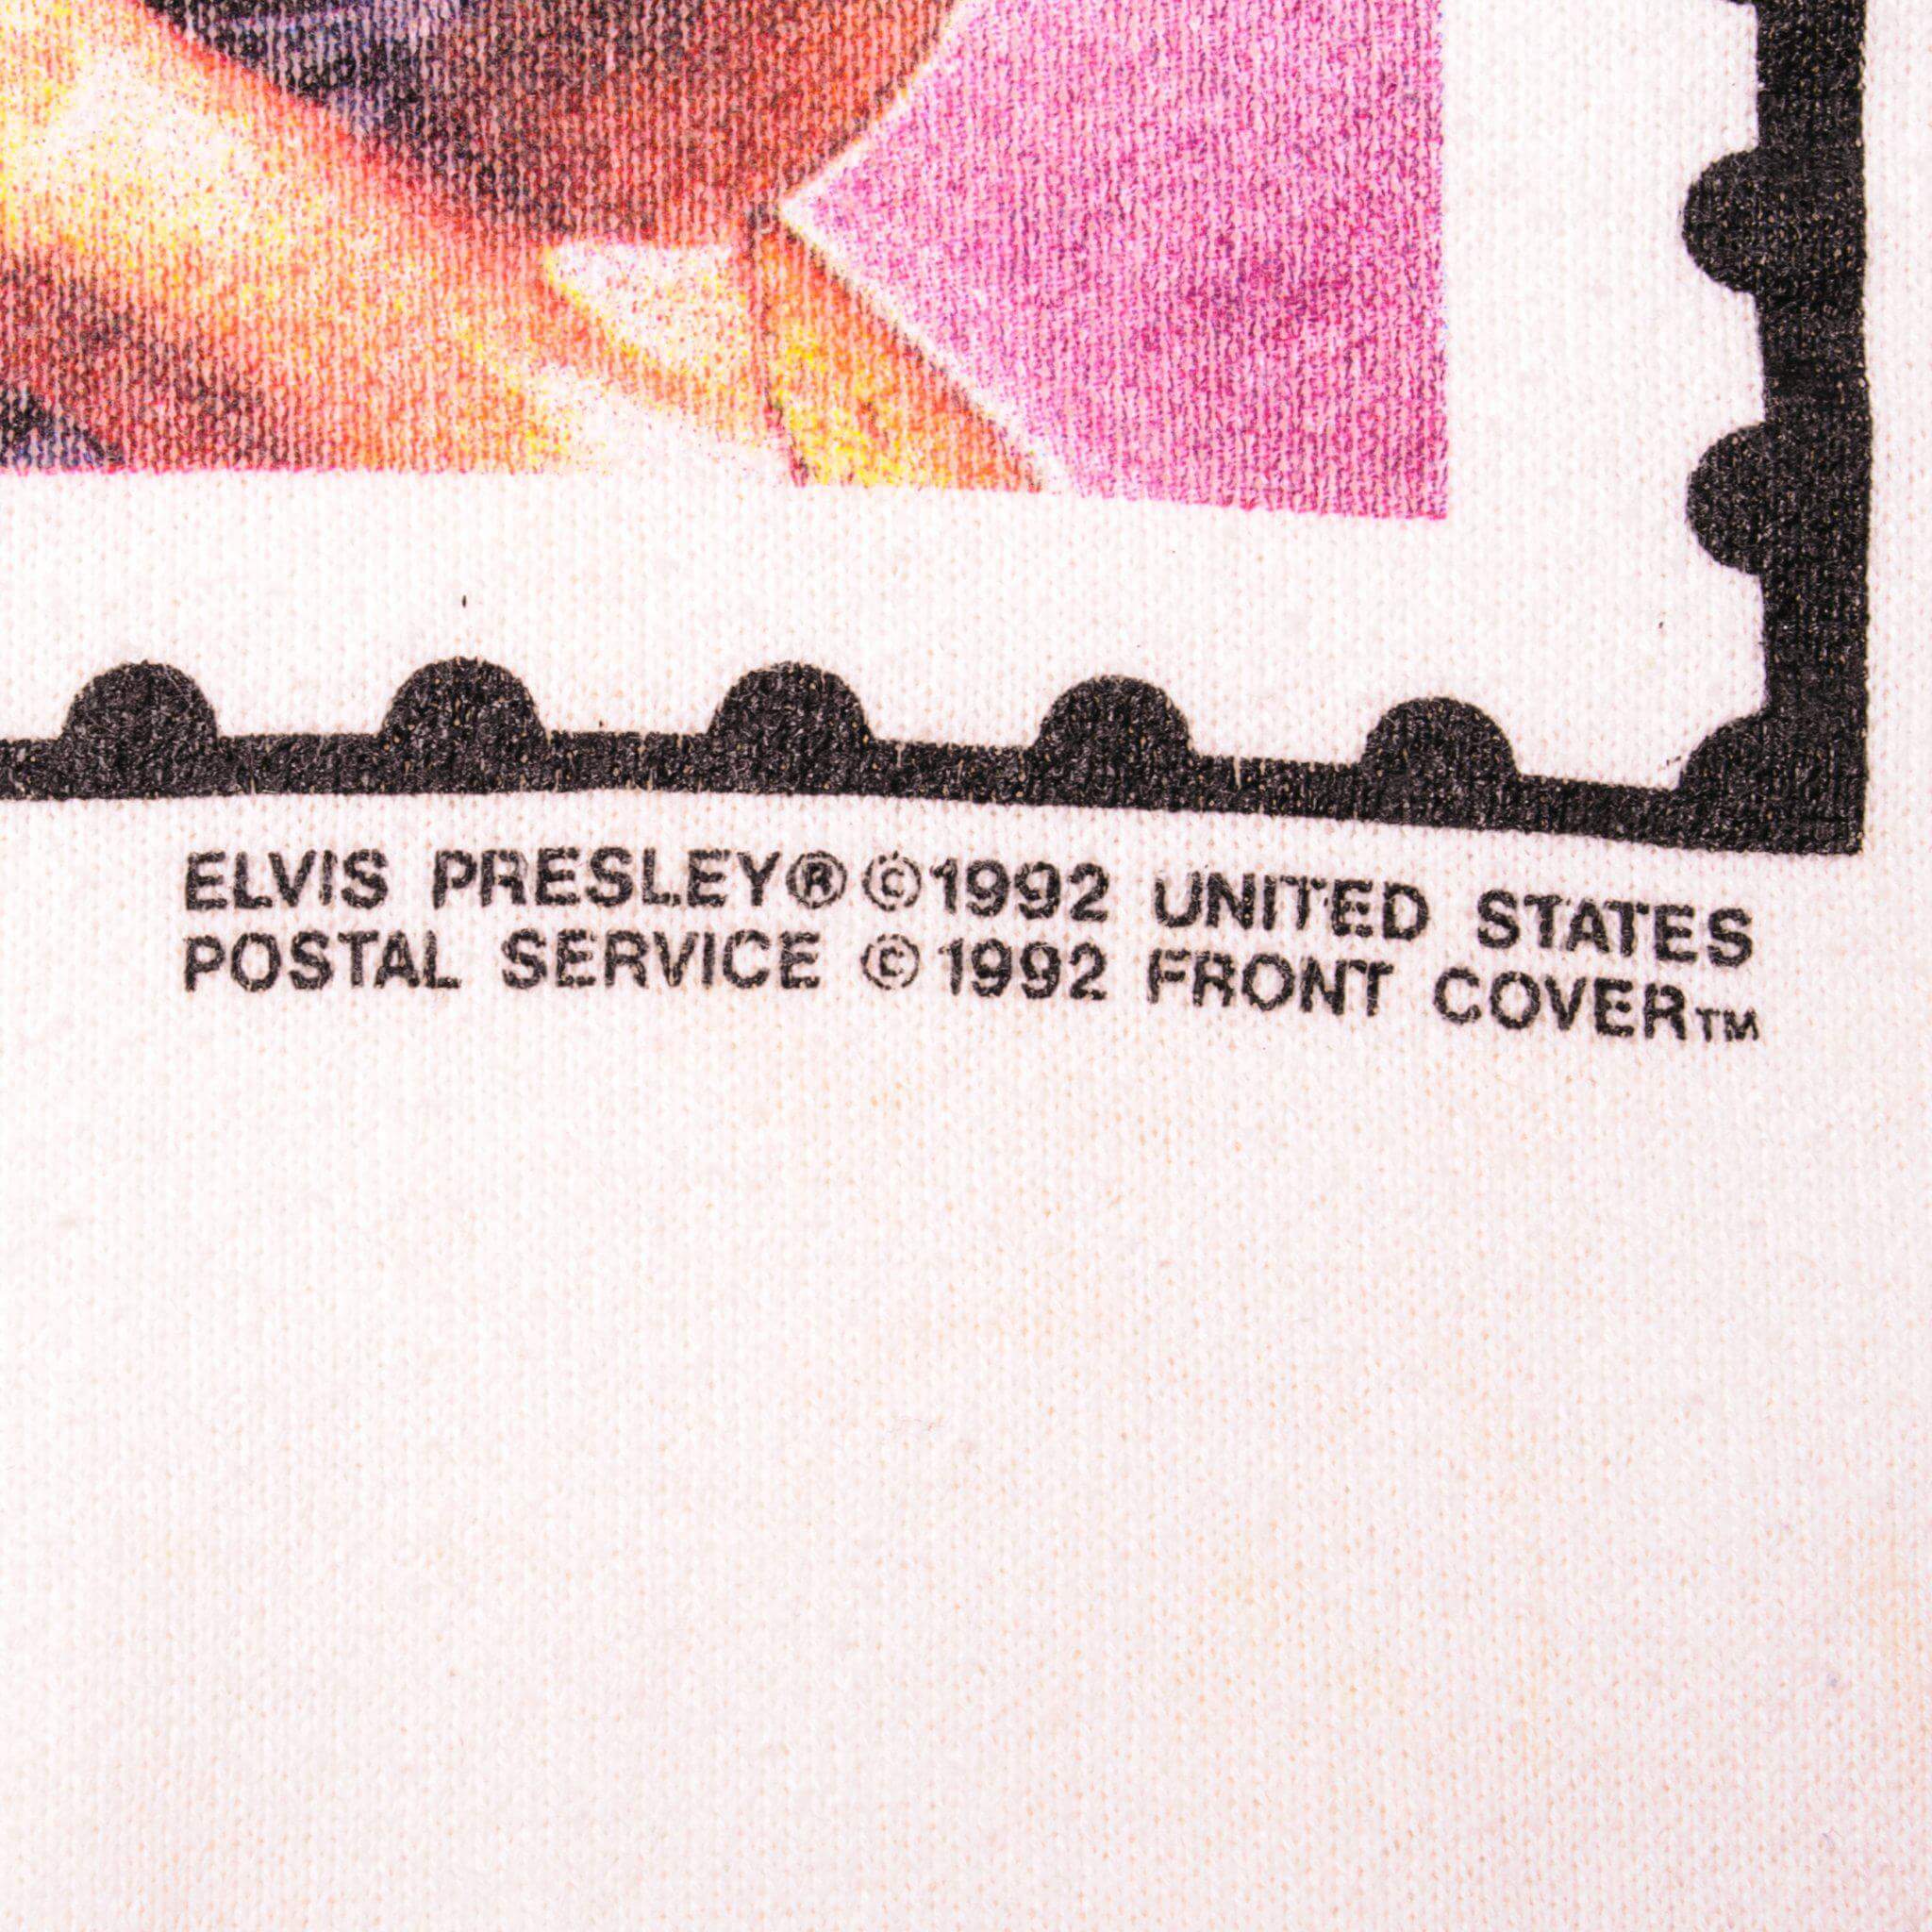 ELVIS PRESLEY®©1992 UNITED STATES
POSTAL SERVICE ©1992 FRONT COVER™